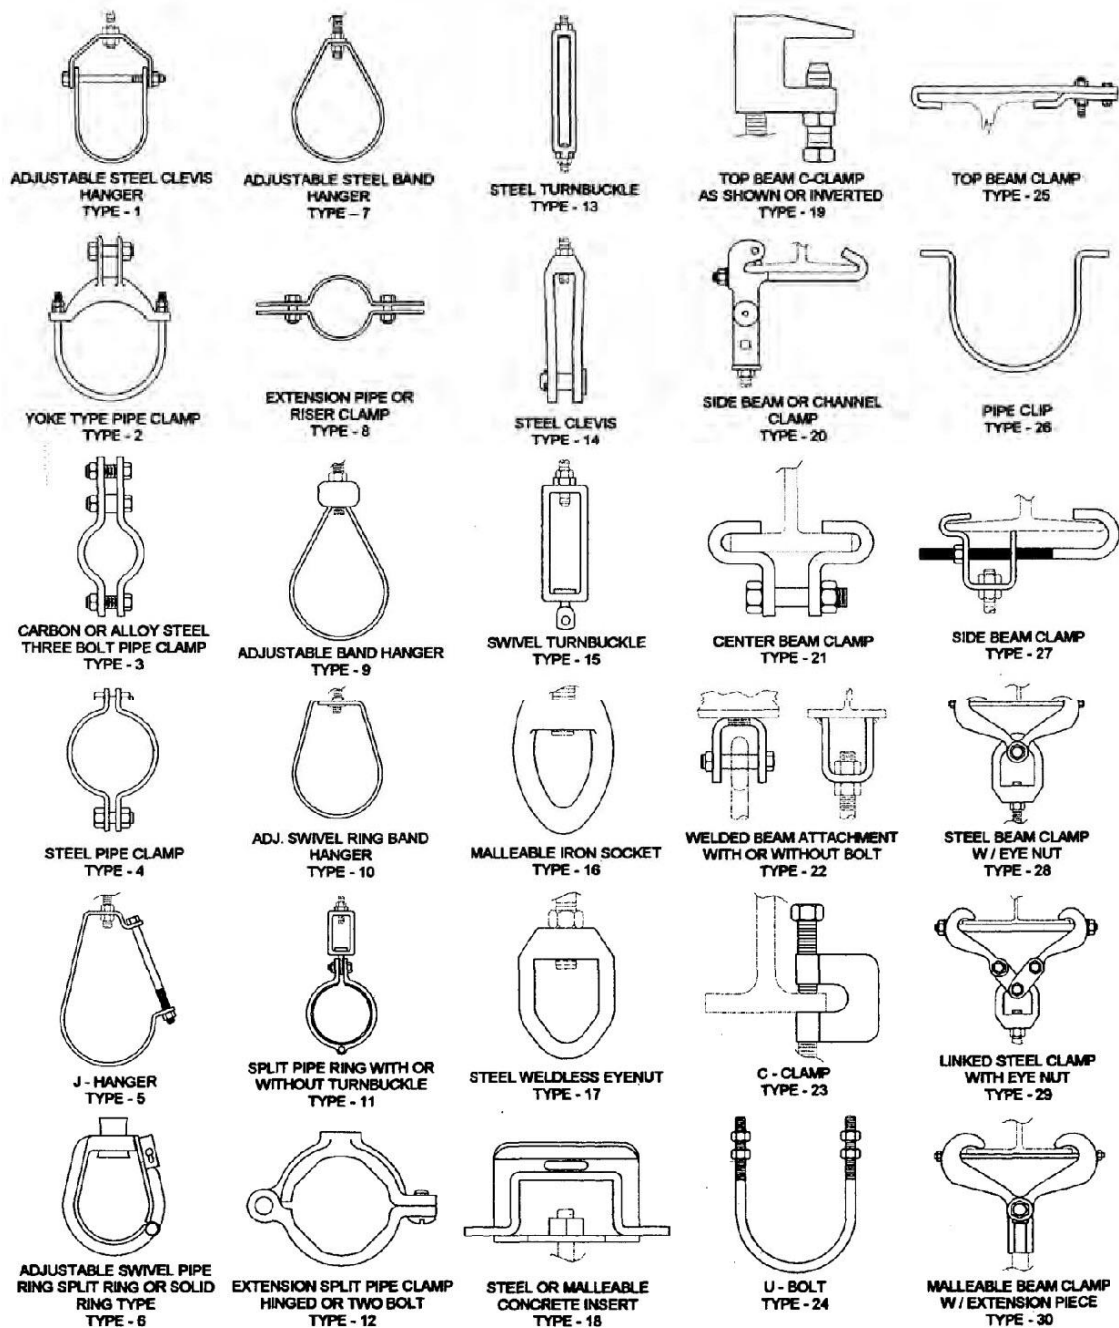 ADJUSTABLE STEEL CLEVIS
HANGER
TYPE - 1
ADJUSTABLE STEEL BAND
HANGER
TYPE - 7
STEEL TURNBUCKLE
TYPE - 13
TOP BEAM C-CLAMP
AS SHOWN OR INVERTED
TYPE - 19
TOP BEAM CLAMP
TYPE - 25
YOKE TYPE PIPE CLAMP
TYPE - 2
EXTENSION PIPE OR
RISER CLAMP
TYPE - 8
STEEL CLEVIS
TYPE - 14
SIDE BEAM OR CHANNEL
CLAMP
TYPE - 20
PIPE CLIP
TYPE - 26
CARBON OR ALLOY STEEL
THREE BOLT PIPE CLAMP
TYPE - 3
ADJUSTABLE BAND HANGER
TYPE - 9
SWIVEL TURNBUCKLE
TYPE - 15
CENTER BEAM CLAMP
TYPE - 21
SIDE BEAM CLAMP
TYPE - 27
STEEL PIPE CLAMP
TYPE - 4
ADJ. SWIVEL RING BAND
HANGER
TYPE - 10
MALLEABLE IRON SOCKET
TYPE - 16
WELDED BEAM ATTACHMENT
WITH OR WITHOUT BOLT
TYPE - 22
STEEL BEAM CLAMP
W / EYE NUT
TYPE - 28
J - HANGER
TYPE - 5
SPLIT PIPE RING WITH OR
WITHOUT TURNBUCKLE
TYPE - 11
STEEL WELDLESS EYENUT
TYPE - 17
C - CLAMP
TYPE - 23
LINKED STEEL CLAMP
WITH EYE NUT
TYPE - 29
ADJUSTABLE SWIVEL PIPE
RING SPLIT RING OR SOLID
RING TYPE
TYPE - 6
EXTENSION SPLIT PIPE CLAMP
HINGED OR TWO BOLT
TYPE - 12
STEEL OR MALLEABLE
CONCRETE INSERT
TYPE - 18
U - BOLT
TYPE - 24
MALLEABLE BEAM CLAMP
W / EXTENSION PIECE
TYPE - 30